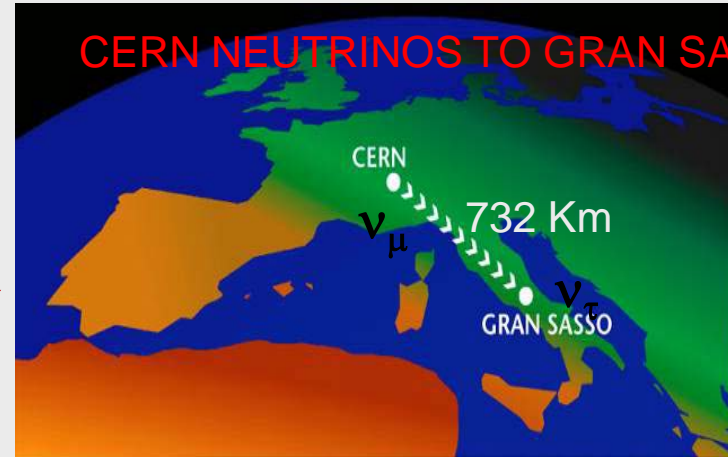 CERN NEUTRINOS TO GRAN SA
CERN
732 Km
νμ
ντ
GRAN SASSO